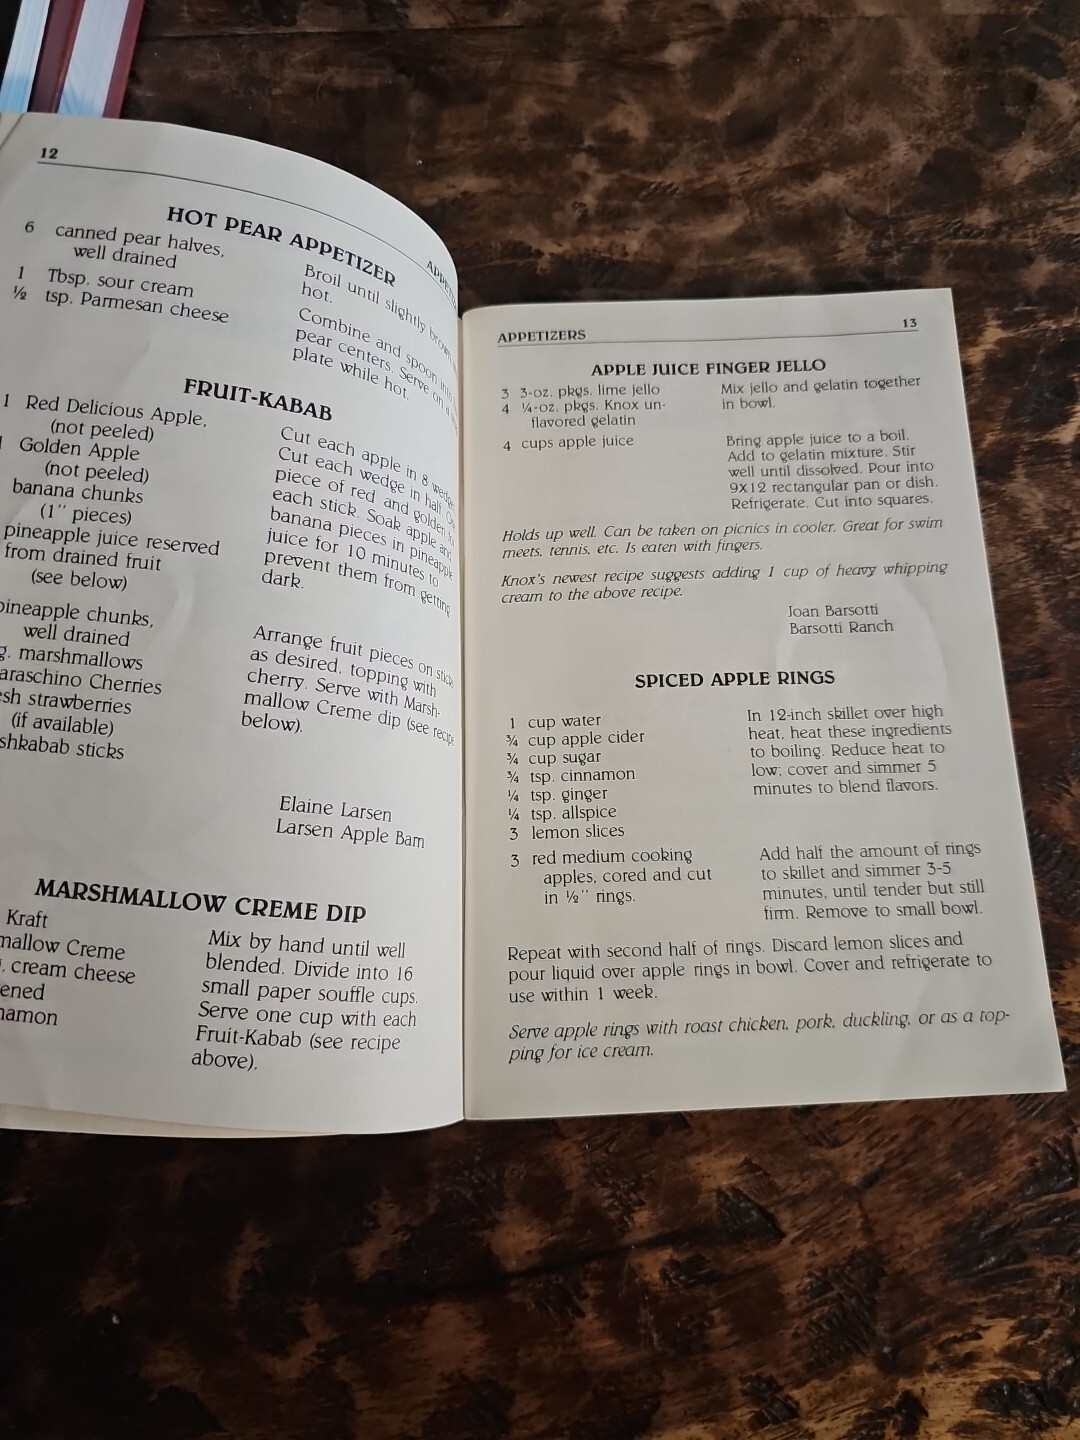 12
HOT PEAR APPETIZER
6 canned pear halves,
well drained
1 Tbsp. sour cream
½ tsp. Parmesan cheese
Broil until slightly brown
hot.
Combine and spoon into
pear centers. Serve on a
plate while hot.
FRUIT-KABAB
1 Red Delicious Apple,
(not peeled)
Golden Apple
(not peeled)
banana chunks
(1" pieces)
pineapple juice reserved
from drained fruit
(see below)
pineapple chunks,
well drained
marshmallows
Cherries
strawberries
(if available)
sticks
Cut each apple in 8
Cut each wedge in half.
piece of red and golden
each stick. Soak apple and
banana pieces in pineapple
juice for 10 minutes to
prevent them from getting
dark.
Arrange fruit pieces on
as desired, topping with
cherry. Serve with Marsh-
mallow Creme dip (see
below).
Elaine Larsen
Larsen Apple Barn
MARSHMALLOW CREME DIP
Kraft
Creme
cream cheese
Mix by hand until well
blended. Divide into 16
small paper souffle cups.
Serve one cup with each
Fruit-Kabab (see recipe
above).
APPETIZERS 13
APPLE JUICE FINGER JELLO
3 3-oz. pkgs. lime jello
4 ¼-oz. pkgs. Knox un-
flavored gelatin
Mix jello and gelatin together
in bowl.
4 cups apple juice
Bring apple juice to a boil.
Add to gelatin mixture. Stir
well until dissolved. Pour into
9X12 rectangular pan or dish.
Refrigerate. Cut into squares.
Holds up well. Can be taken on picnics in cooler. Great for swim
meets, tennis, etc. Is eaten with fingers.
Knox's newest recipe suggests adding 1 cup of heavy whipping
cream to the above recipe.
Joan Barsotti
Barsotti Ranch
SPICED APPLE RINGS
1 cup water
¾ cup apple cider
¾ cup sugar
¾ tsp. cinnamon
¼ tsp. ginger
¼ tsp. allspice
3 lemon slices
In 12-inch skillet over high
heat, heat these ingredients
to boiling. Reduce heat to
low; cover and simmer 5
minutes to blend flavors.
3 red medium cooking
apples, cored and cut
in ½" rings.
Add half the amount of rings
to skillet and simmer 3-5
minutes, until tender but still
firm. Remove to small bowl.
Repeat with second half of rings. Discard lemon slices and
pour liquid over apple rings in bowl. Cover and refrigerate to
use within 1 week.
Serve apple rings with roast chicken, pork, duckling, or as a top-
ping for ice cream.